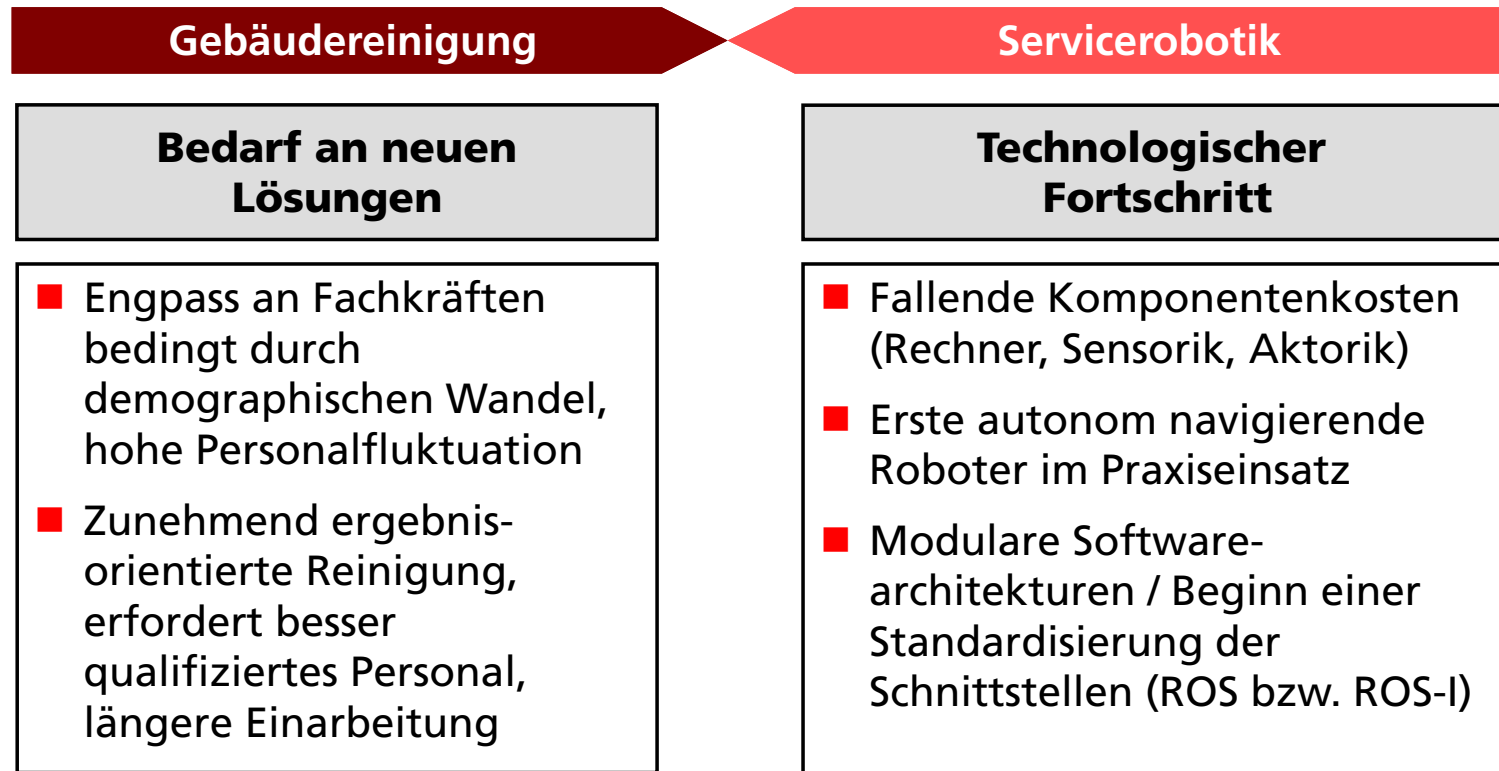 Gebäudereinigung
Servicerobotik
Bedarf an neuen
Lösungen
Engpass an Fachkräften
bedingt durch
demographischen Wandel,
hohe Personalfluktuation
Zunehmend ergebnis-
orientierte Reinigung,
erfordert besser
qualifiziertes Personal,
längere Einarbeitung
Technologischer
Fortschritt
Fallende Komponentenkosten
(Rechner, Sensorik, Aktorik)
Erste autonom navigierende
Roboter im Praxiseinsatz
Modulare Software-
architekturen / Beginn einer
Standardisierung der
Schnittstellen (ROS bzw. ROS-I)